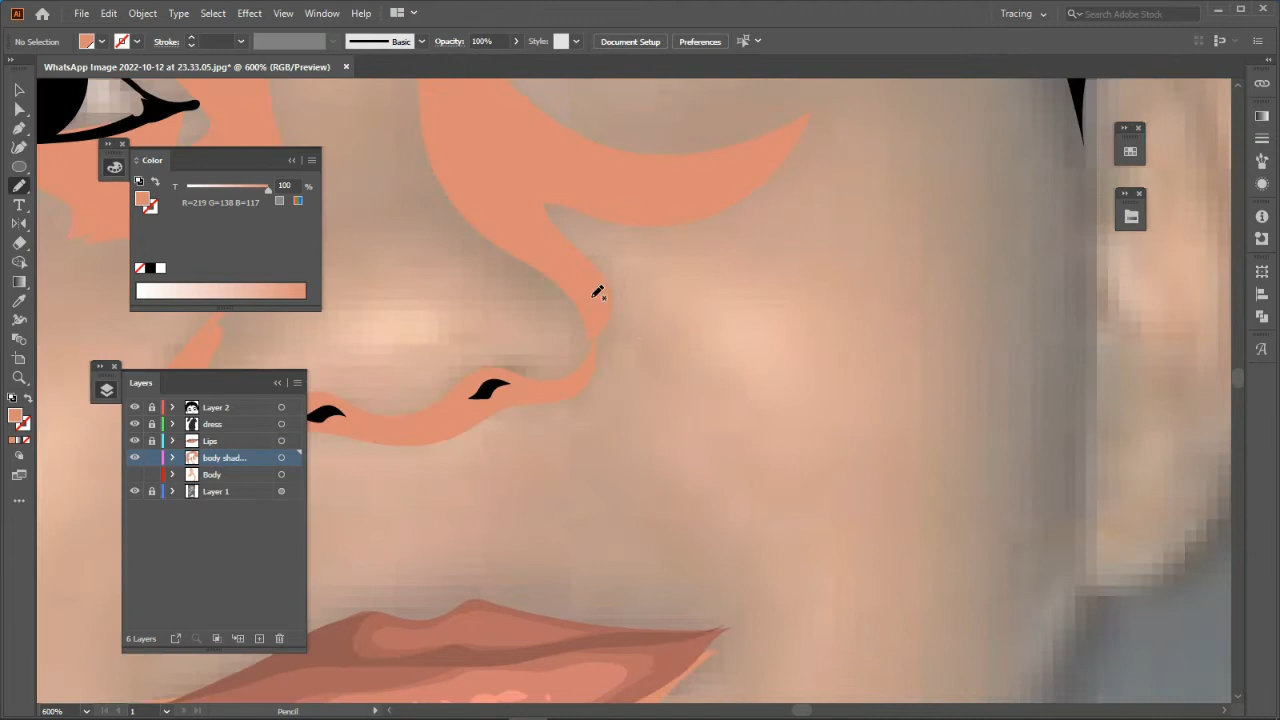 Ai File Edit Object Type Select Effect View Window Help Tracing Search Adobe Stock
No Selection Stroke: Basic Opacity: 100% Style: Document Setup Preferences
WhatsApp Image 2022-10-12 at 23.33.05.jpg* @ 600% (RGB/Preview)
Color
T 100 %
R=219 G=138 B=117
Layers
Layer 2
dress
Lips
body shad...
Body
Layer 1
6 Layers
600% 1 Pencil